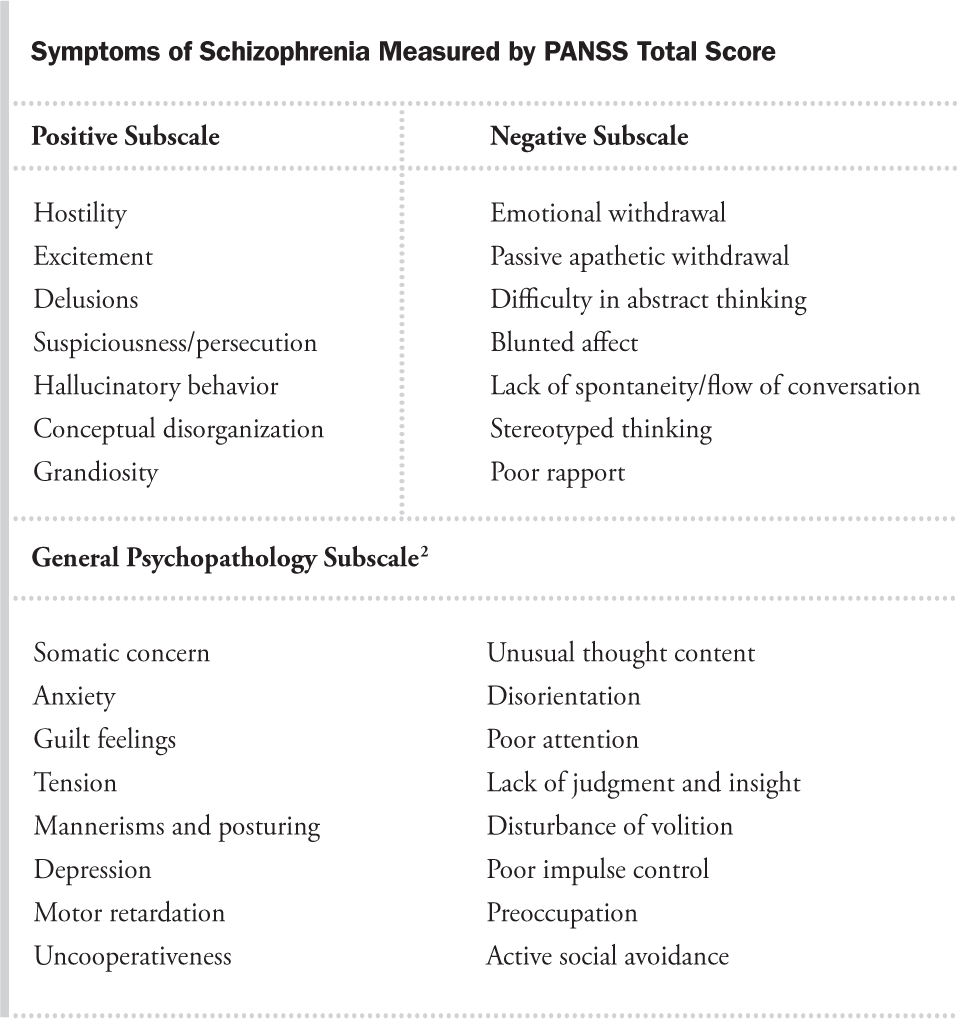 Symptoms of Schizophrenia Measured by PANSS Total Score
Positive Subscale
Hostility
Excitement
Delusions
Suspiciousness/persecution
Hallucinatory behavior
Conceptual disorganization
Grandiosity
Negative Subscale
Emotional withdrawal
Passive apathetic withdrawal
Difficulty in abstract thinking
Blunted affect
Lack of spontaneity/flow of conversation
Stereotyped thinking
Poor rapport
General Psychopathology Subscale²
Somatic concern
Anxiety
Guilt feelings
Tension
Mannerisms and posturing
Depression
Motor retardation
Uncooperativeness
Unusual thought content
Disorientation
Poor attention
Lack of judgment and insight
Disturbance of volition
Poor impulse control
Preoccupation
Active social avoidance